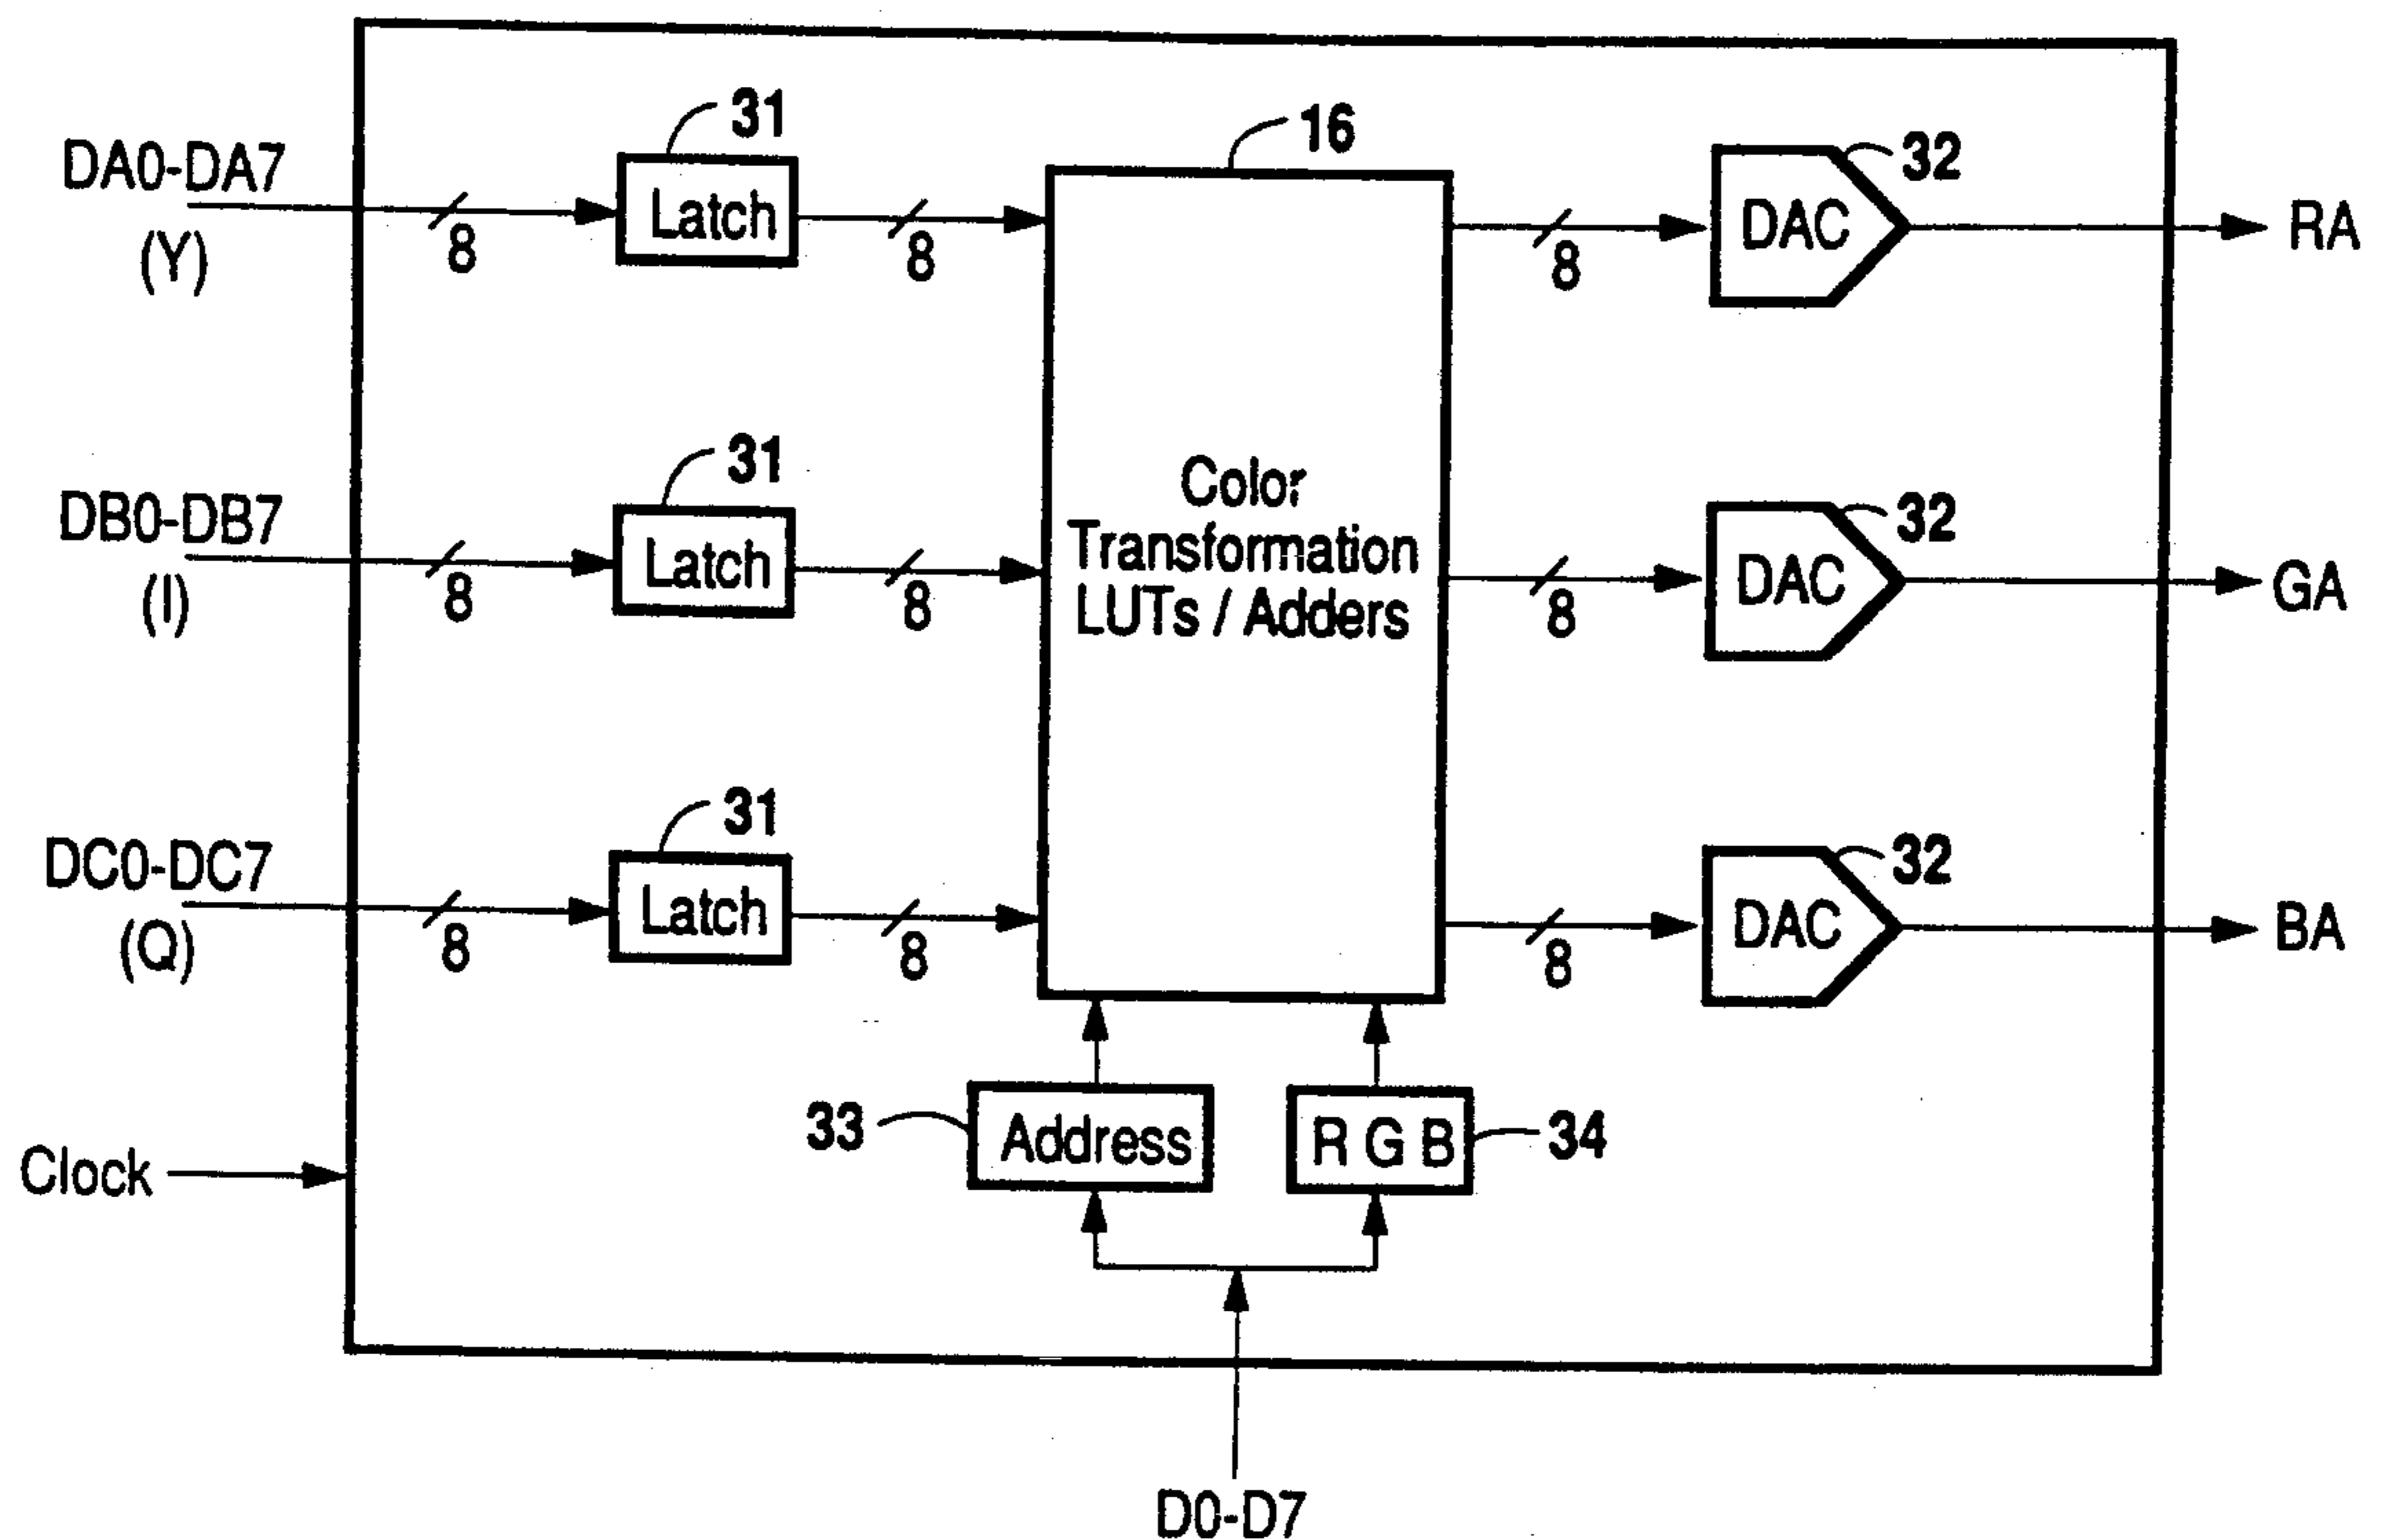 31
16
32
DA0-DA7
(Y)
8
Latch
8
8
DAC
RA
31
32
DB0-DB7
(I)
8
Latch
8
Color
Transformation
LUTs / Adders
8
DAC
GA
31
32
DC0-DC7
(Q)
8
Latch
8
8
DAC
BA
33
Address
R G B
34
Clock
D0-D7